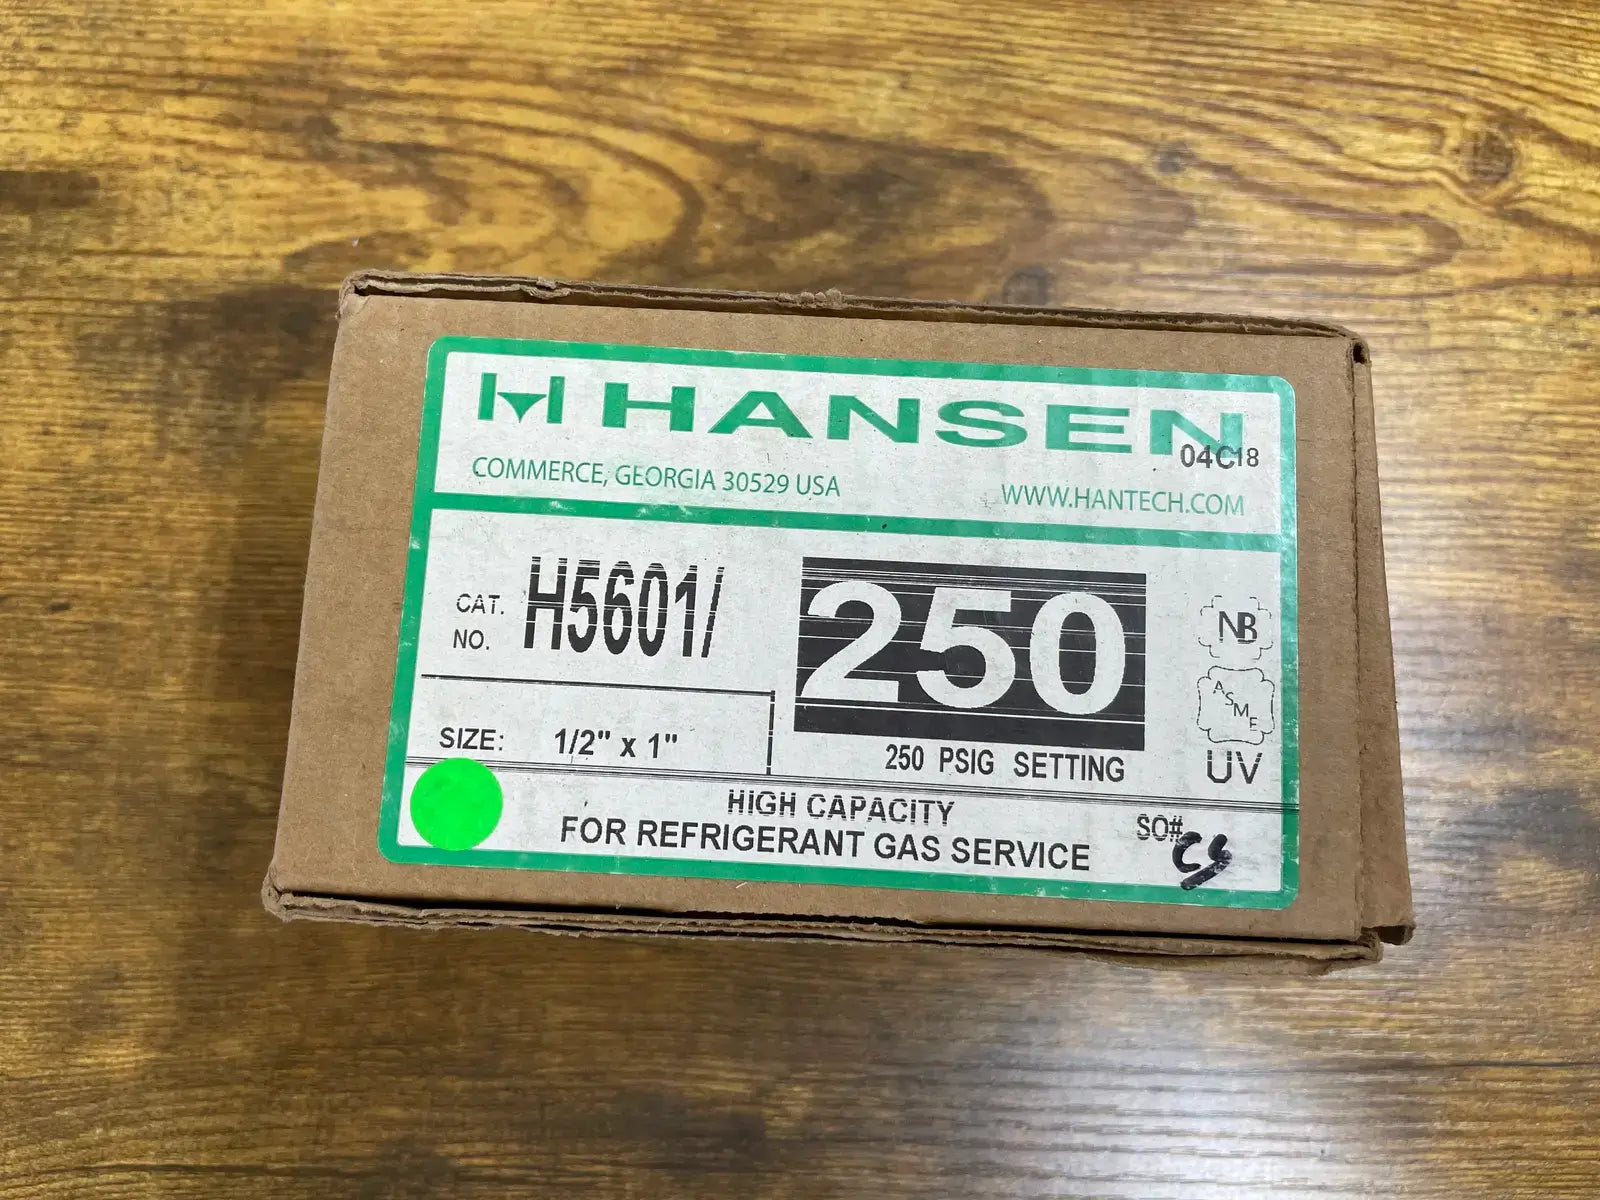 HANSEN
04C18
COMMERCE, GEORGIA 30529 USA
WWW.HANTECH.COM
CAT.
NO.
H5601/
250
NB
ASME
UV
SIZE: 1/2" x 1"
250 PSIG SETTING
HIGH CAPACITY
FOR REFRIGERANT GAS SERVICE
SO#